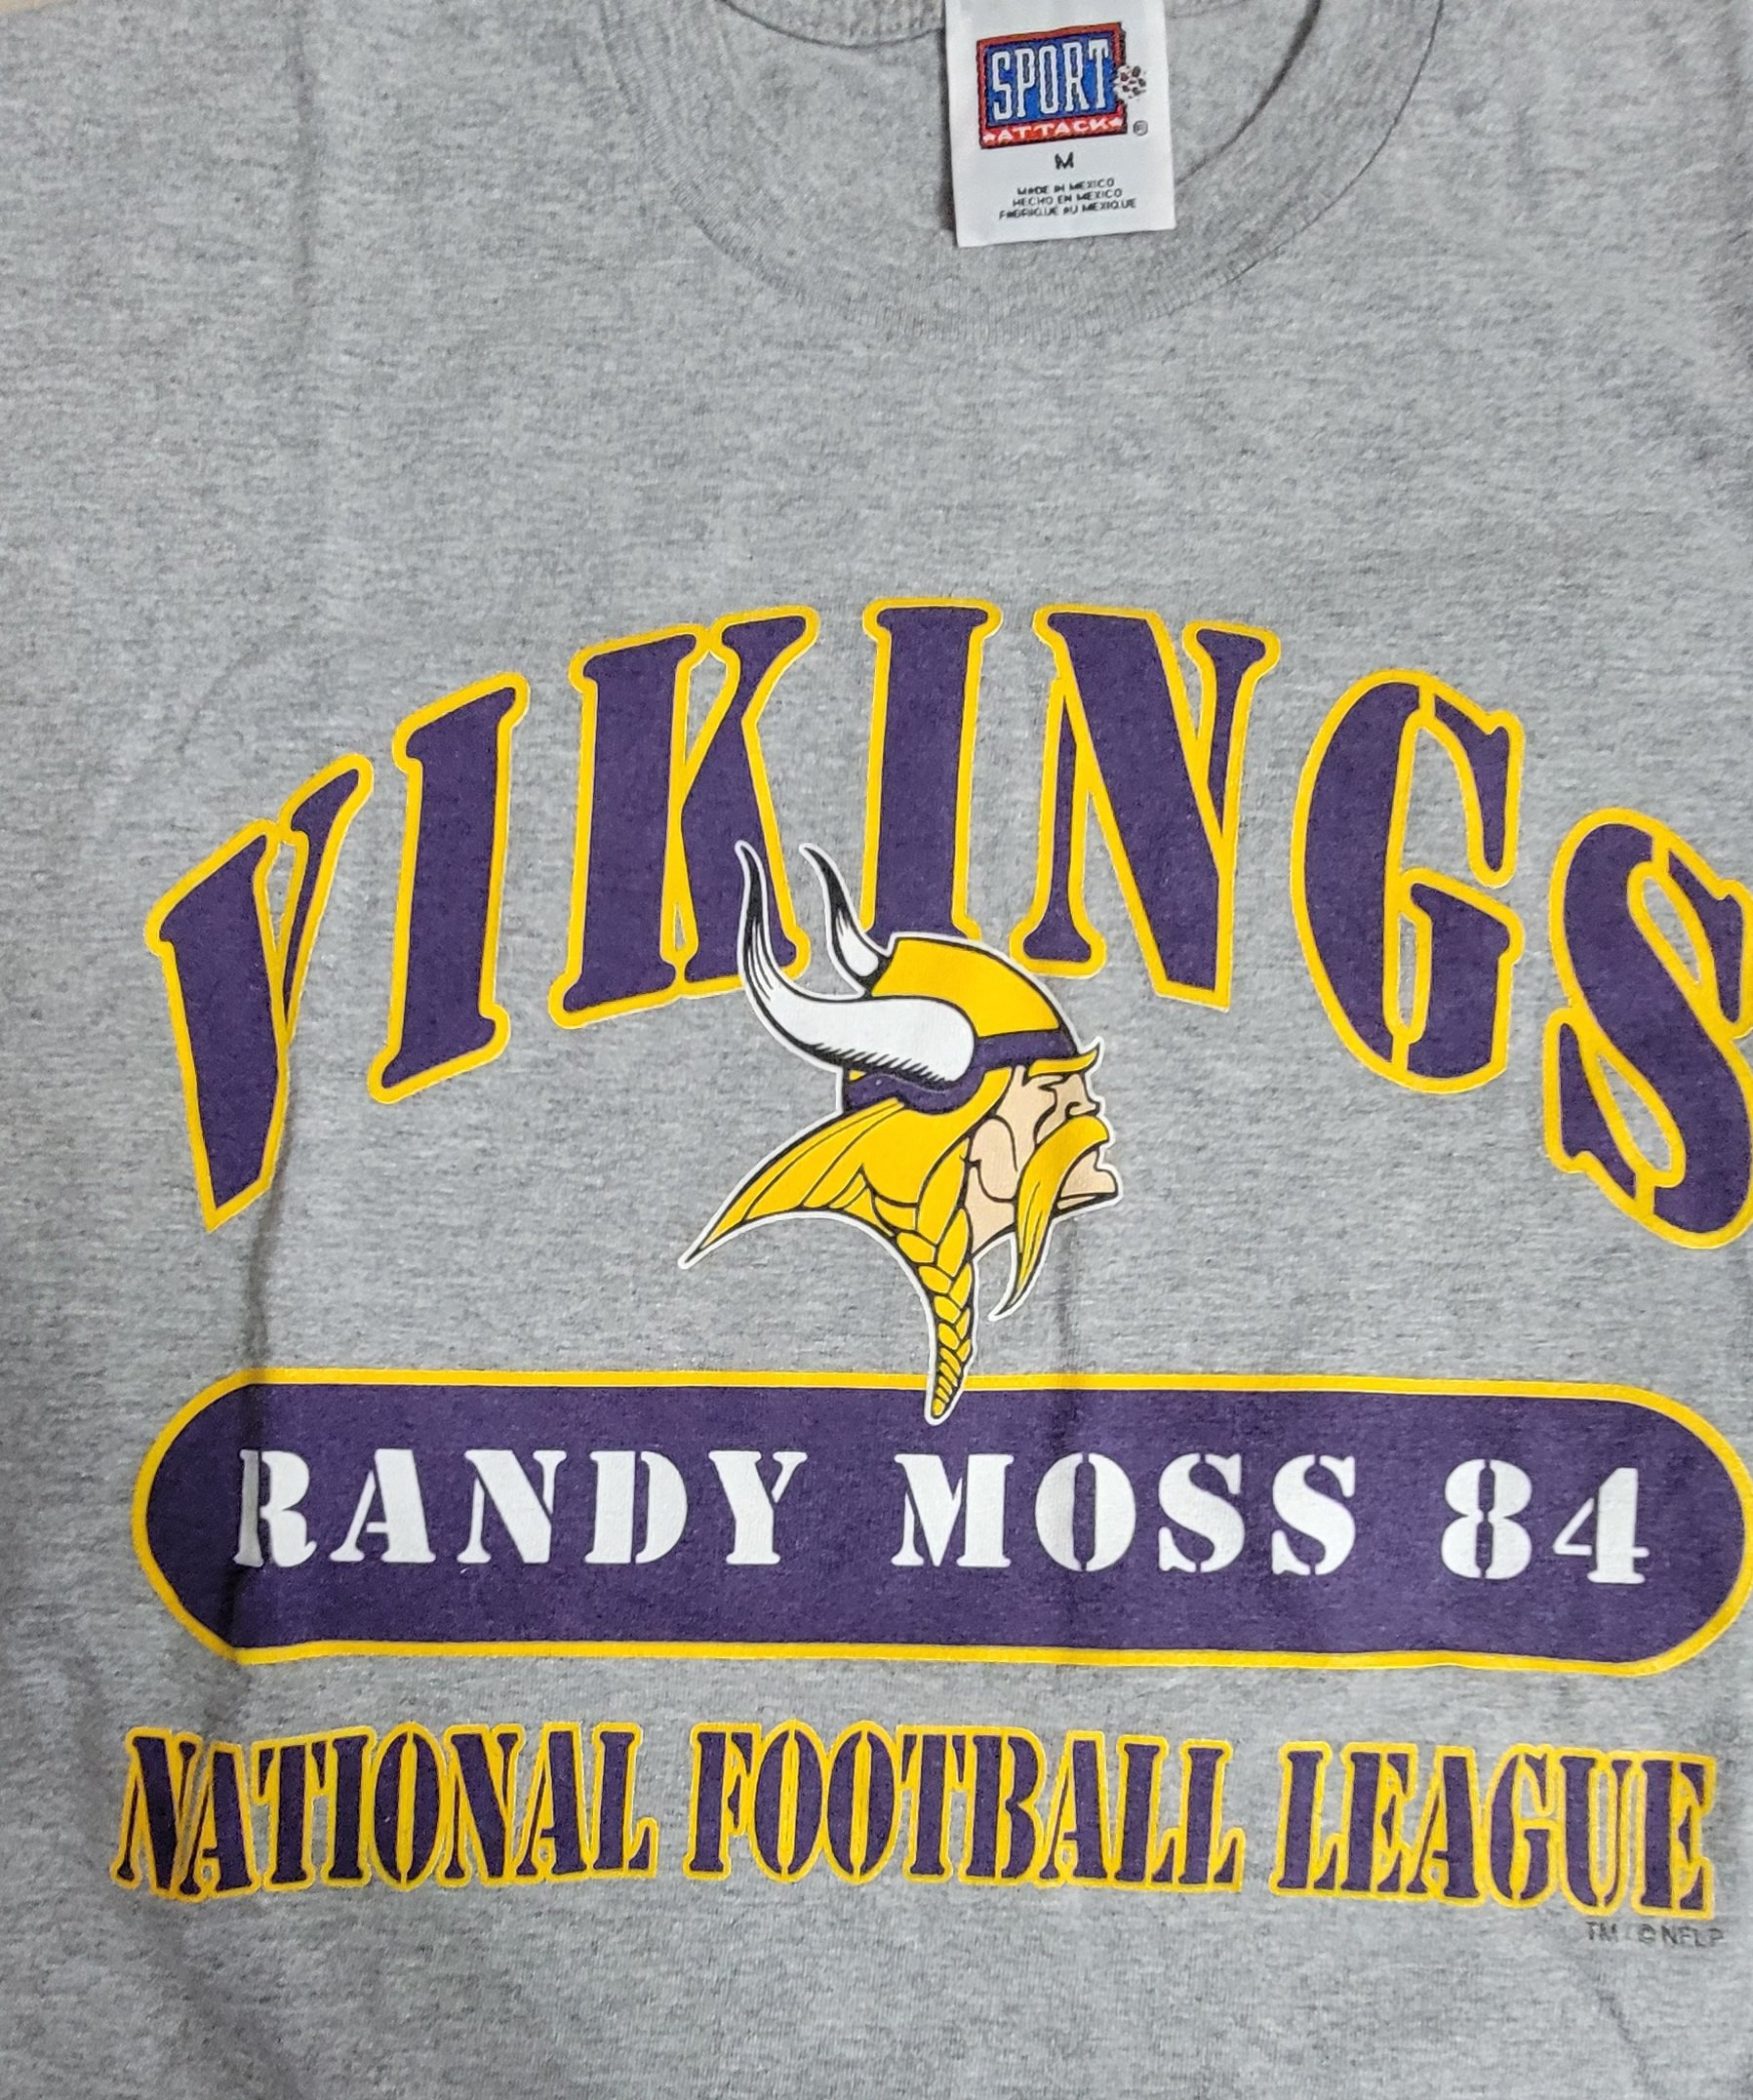 SPORT
ATTACK ®
M
MADE IN MEXICO
HECHO EN MEXICO
FABRIQUE AU MEXIQUE
VIKINGS
RANDY MOSS 84
NATIONAL FOOTBALL LEAGUE
TM ©NFLP